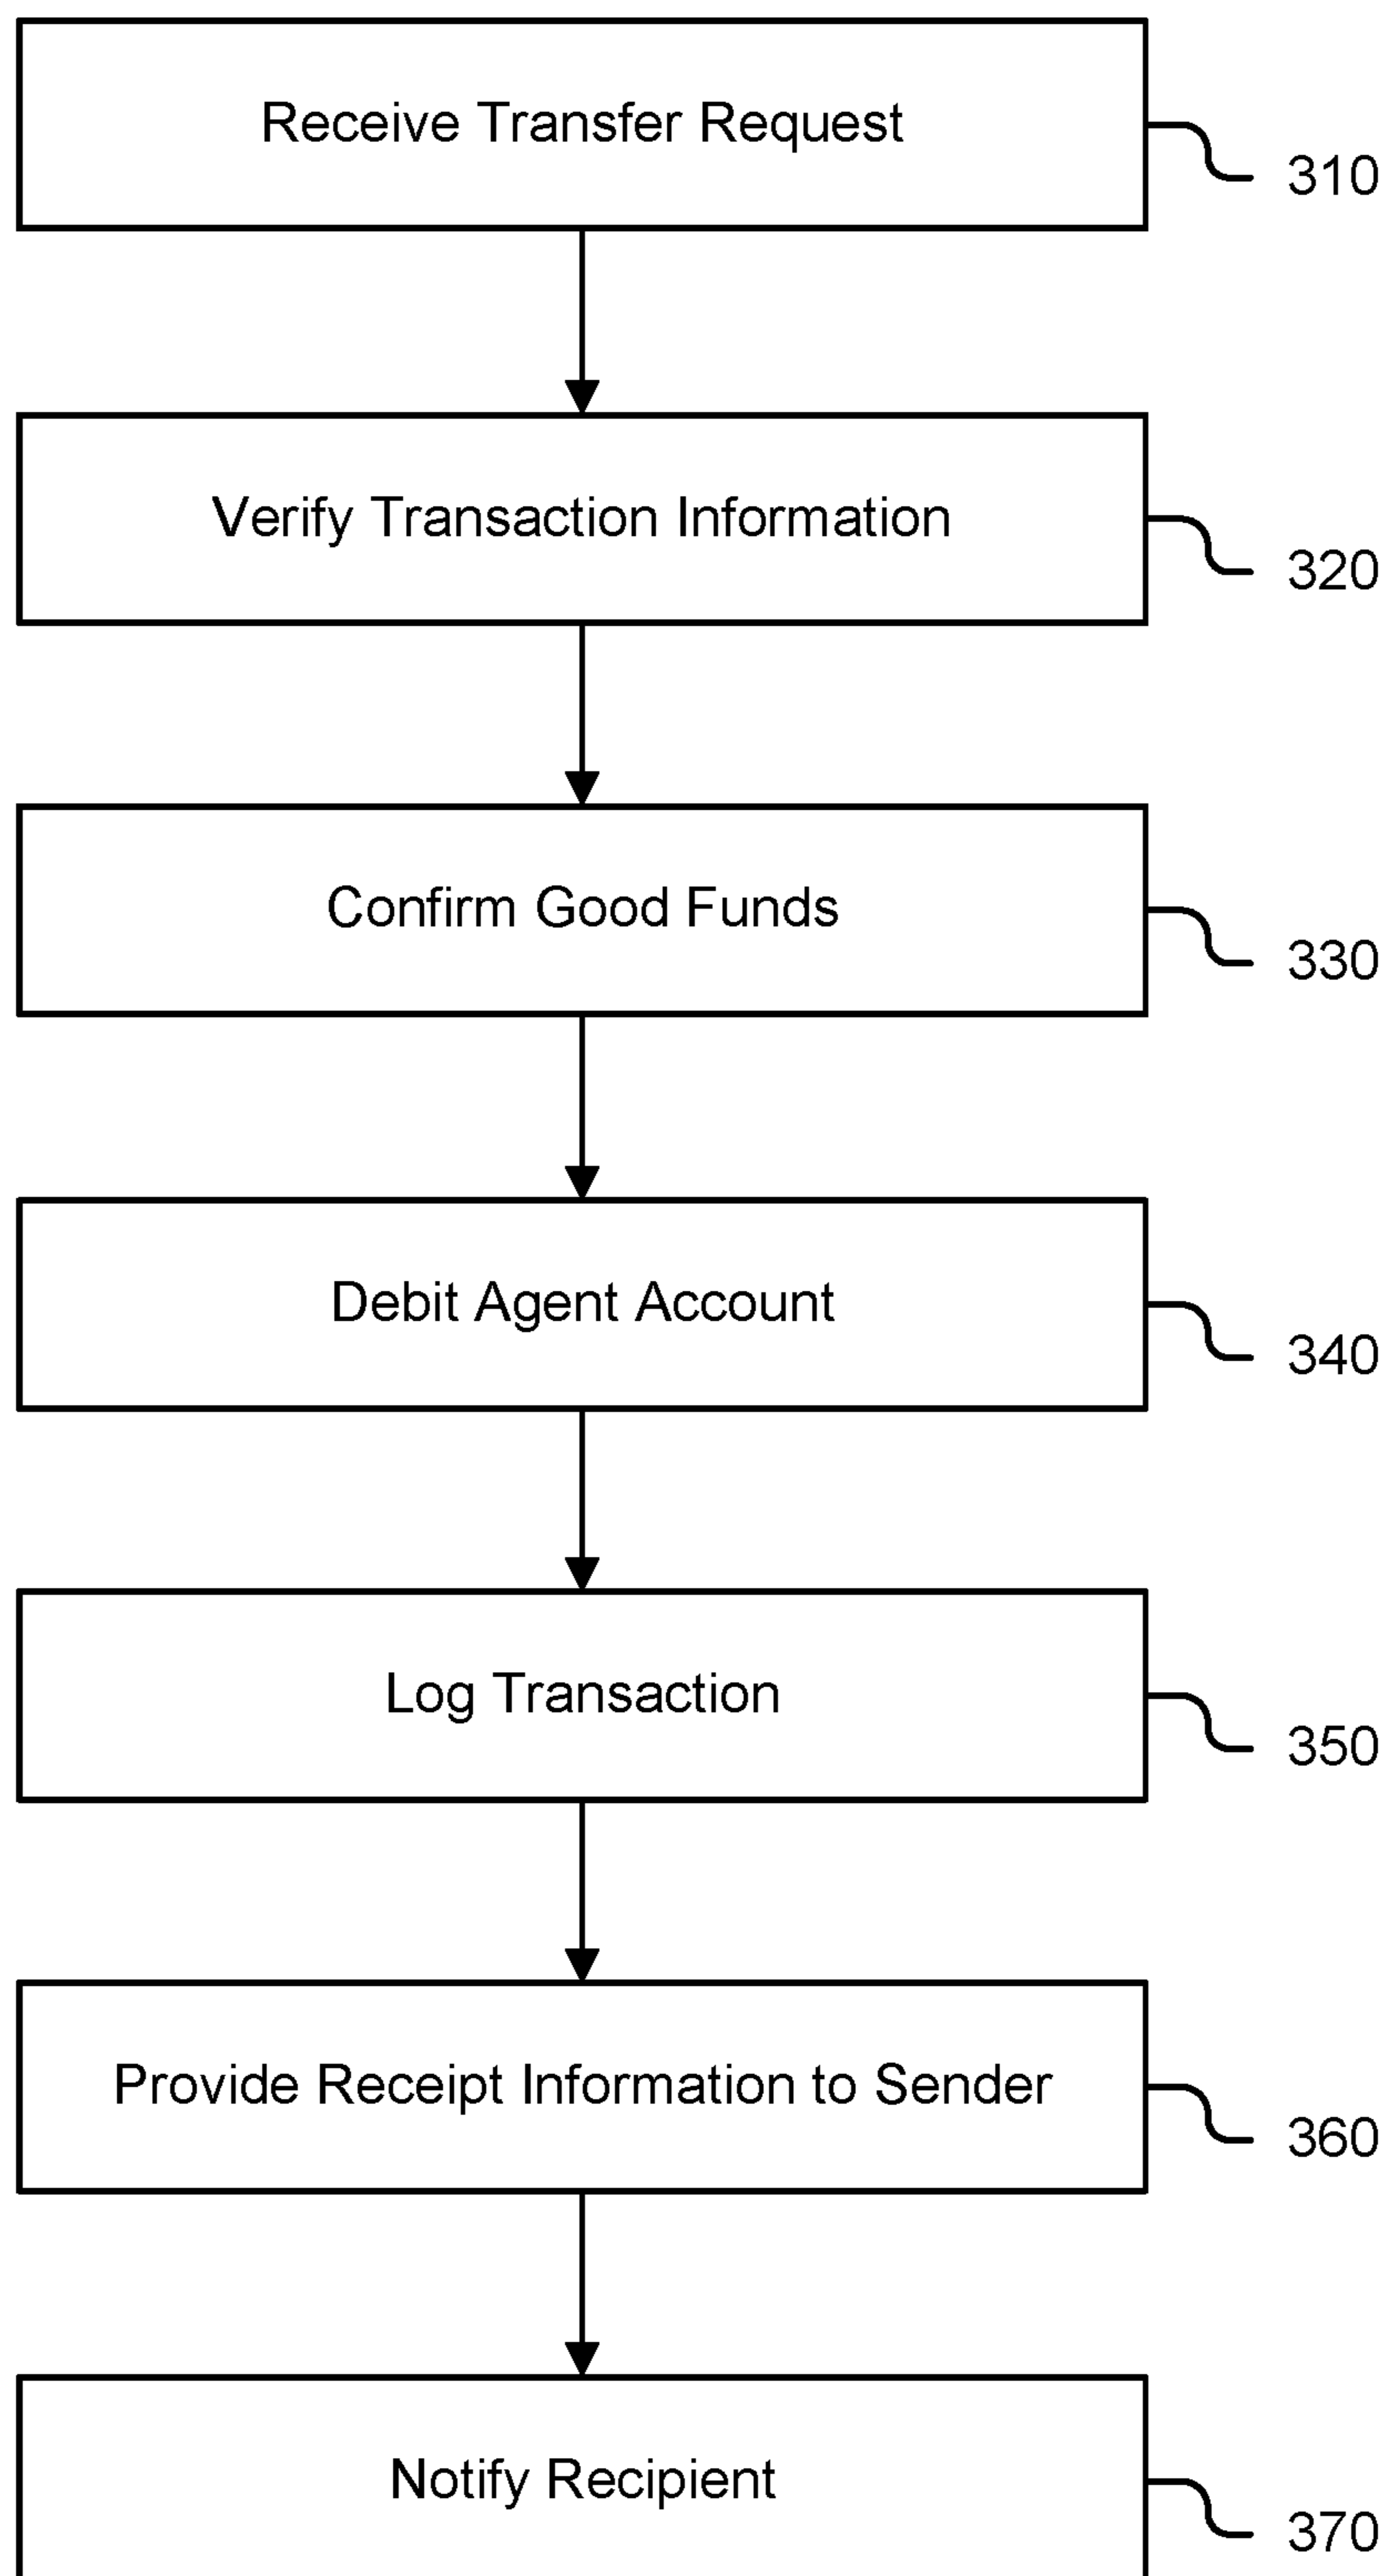 Receive Transfer Request
310
Verify Transaction Information
320
Confirm Good Funds
330
Debit Agent Account
340
Log Transaction
350
Provide Receipt Information to Sender
360
Notify Recipient
370